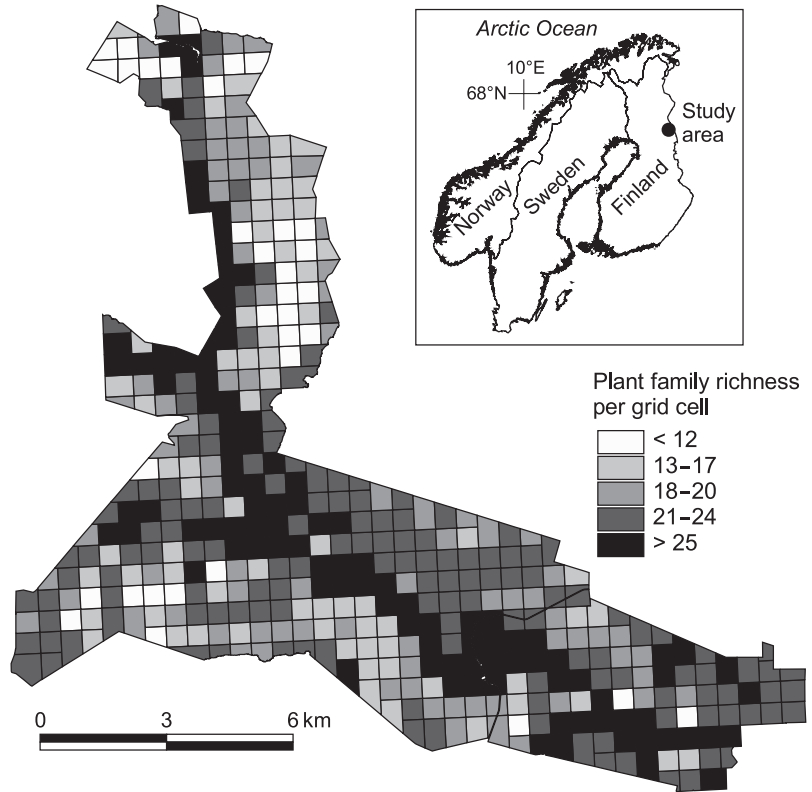 Arctic Ocean
10°E
68°N
Study
area
Norway
Sweden
Finland
Plant family richness
per grid cell
< 12
13–17
18–20
21–24
> 25
0 3 6 km